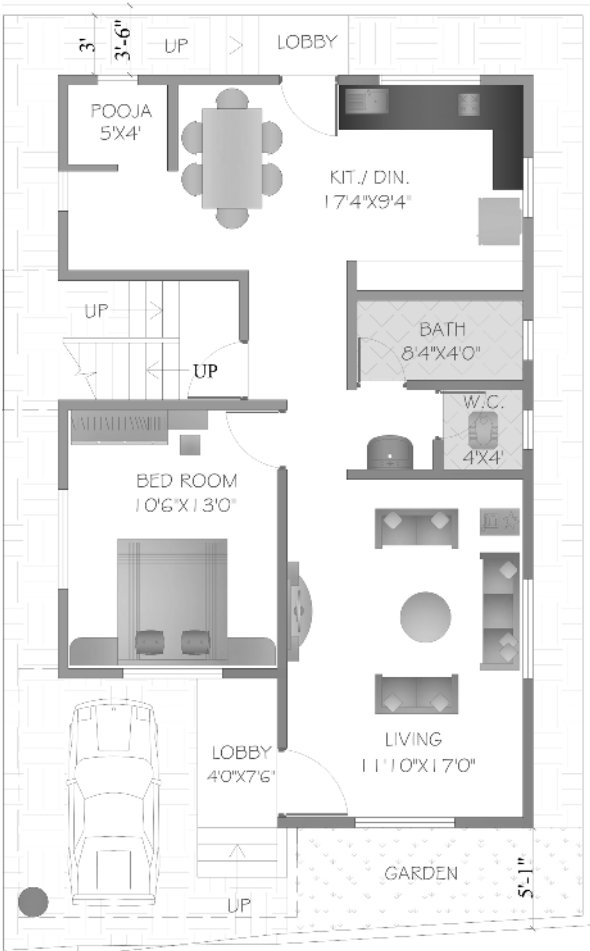 3'
3'-6"
UP
LOBBY
POOJA
5'X4'
KIT./ DIN.
17'4"X9'4"
UP
UP
BATH
8'4"X4'0"
W.C.
4'X4'
BED ROOM
10'6"X13'0"
LOBBY
4'0"X7'6"
LIVING
11'10"X17'0"
GARDEN
5'-1"
UP